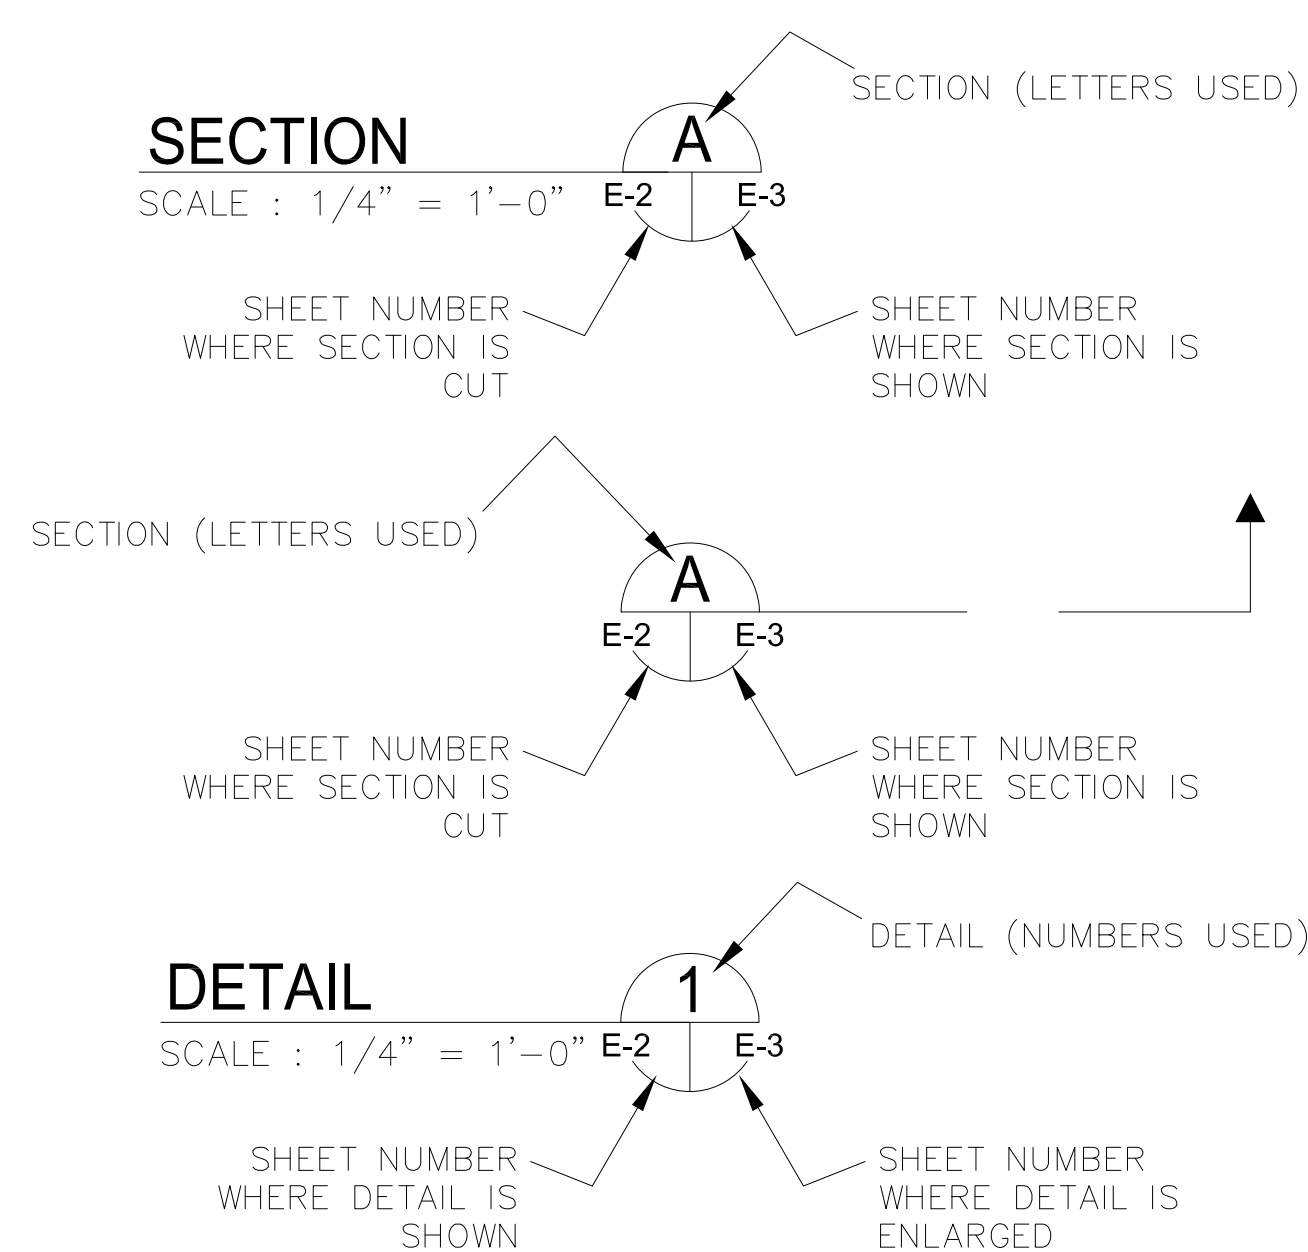 SECTION (LETTERS USED)
SECTION
A
SCALE : 1/4” = 1’-0”
E-2
E-3
SHEET NUMBER
WHERE SECTION IS
CUT
SHEET NUMBER
WHERE SECTION IS
SHOWN
SECTION (LETTERS USED)
A
E-2
E-3
SHEET NUMBER
WHERE SECTION IS
CUT
SHEET NUMBER
WHERE SECTION IS
SHOWN
DETAIL (NUMBERS USED)
DETAIL
1
SCALE : 1/4” = 1’-0”
E-2
E-3
SHEET NUMBER
WHERE DETAIL IS
SHOWN
SHEET NUMBER
WHERE DETAIL IS
ENLARGED